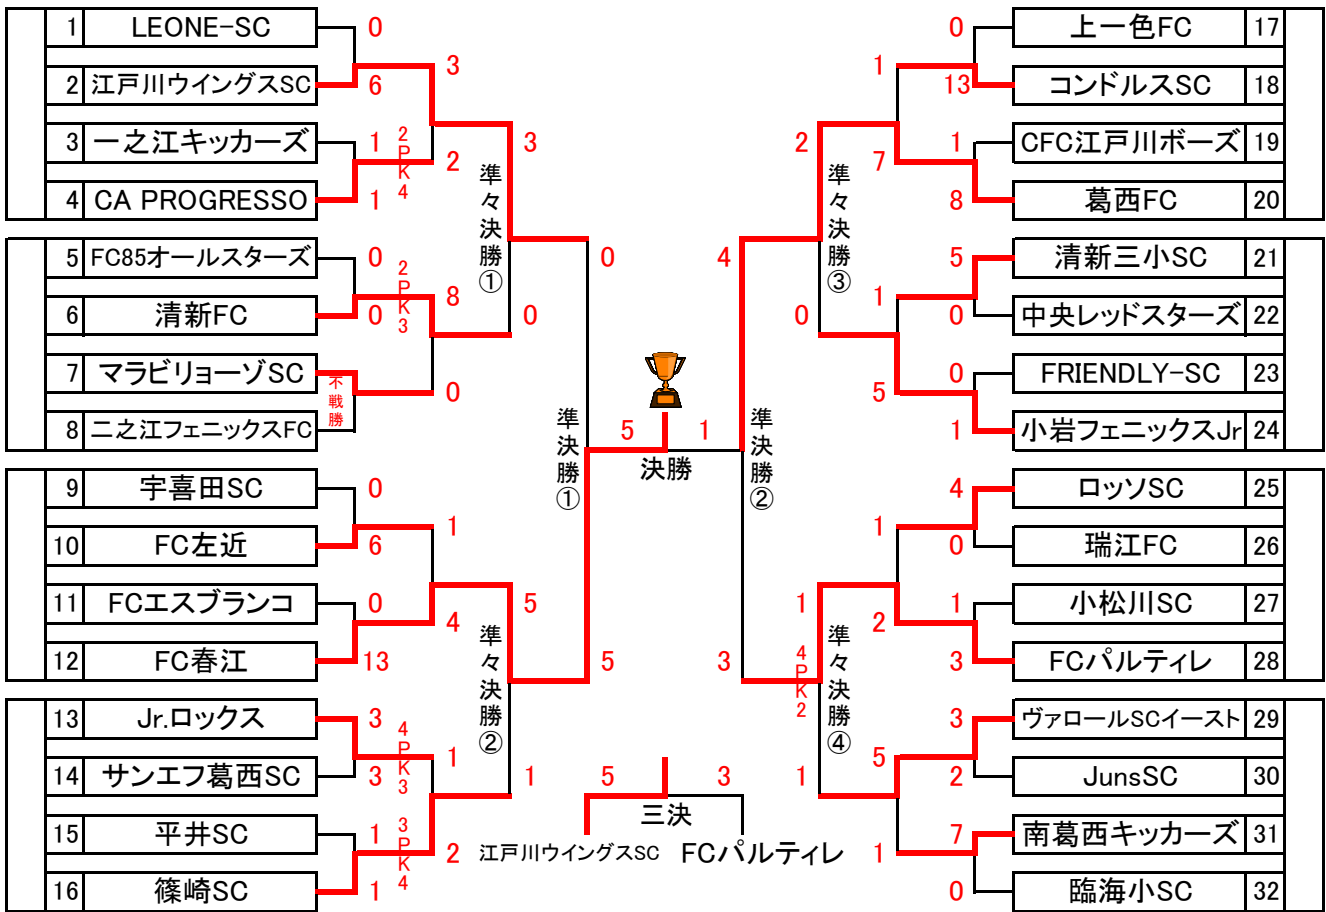 1 LEONE-SC 0
2 江戸川ウイングスSC 6
3
3 一之江キッカーズ 1
4 CA PROGRESSO 1
2PK4
2
3
準々決勝①
5 FC85オールスターズ 0
6 清新FC 0
2PK3
8
7 マラビリョーゾSC
不戦勝
8 二之江フェニックスFC
0
0
0
準決勝①
9 宇喜田SC 0
10 FC左近 6
1
11 FCエスブランコ 0
12 FC春江 13
4
5
準々決勝②
5
13 Jr.ロックス 3
14 サンエフ葛西SC 3
4PK3
1
15 平井SC 1
16 篠崎SC 1
3PK4
2
1
5 1
決勝
5 3
三決
江戸川ウイングスSC FCパルティレ
0 上一色FC 17
13 コンドルスSC 18
1
1 CFC江戸川ボーズ 19
8 葛西FC 20
7
2
準々決勝③
4
5 清新三小SC 21
0 中央レッドスターズ 22
1
0 FRIENDLY-SC 23
1 小岩フェニックスJr 24
5
0
準決勝②
4 ロッソSC 25
0 瑞江FC 26
1
1 小松川SC 27
3 FCパルティレ 28
2
1
4PK2
準々決勝④
3
3 ヴァロールSCイースト 29
2 JunsSC 30
5
7 南葛西キッカーズ 31
0 臨海小SC 32
1
1